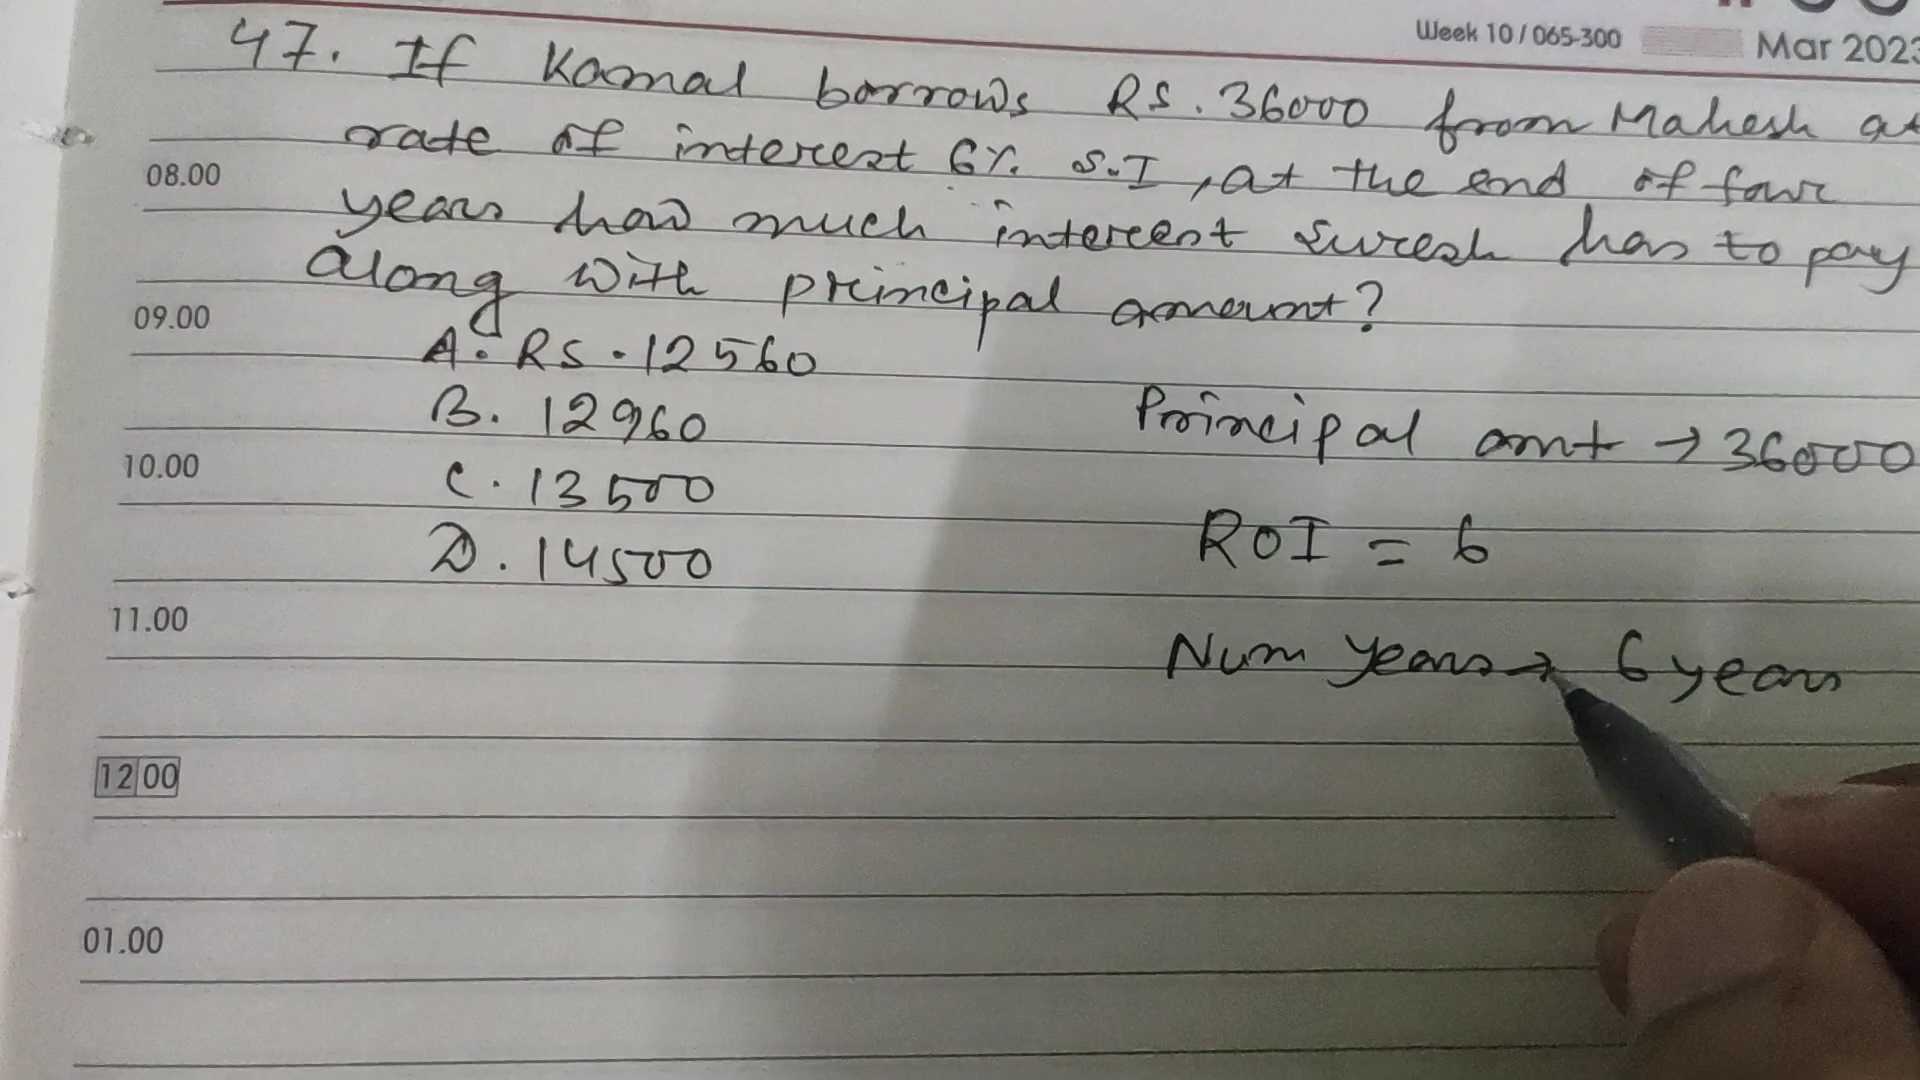 Week 10 / 065-300
Mar 2023
47. If Kamal borrows RS. 36000 from Mahesh at
rate of interest 6% S.I, at the end of four
08.00
years how much interest Suresh has to pay
along with principal amount?
09.00
A. RS. 12560
B. 12960
Principal amt → 36000
10.00
C. 13500
ROI = 6
D. 14500
11.00
Num years → 6 years
12 00
01.00